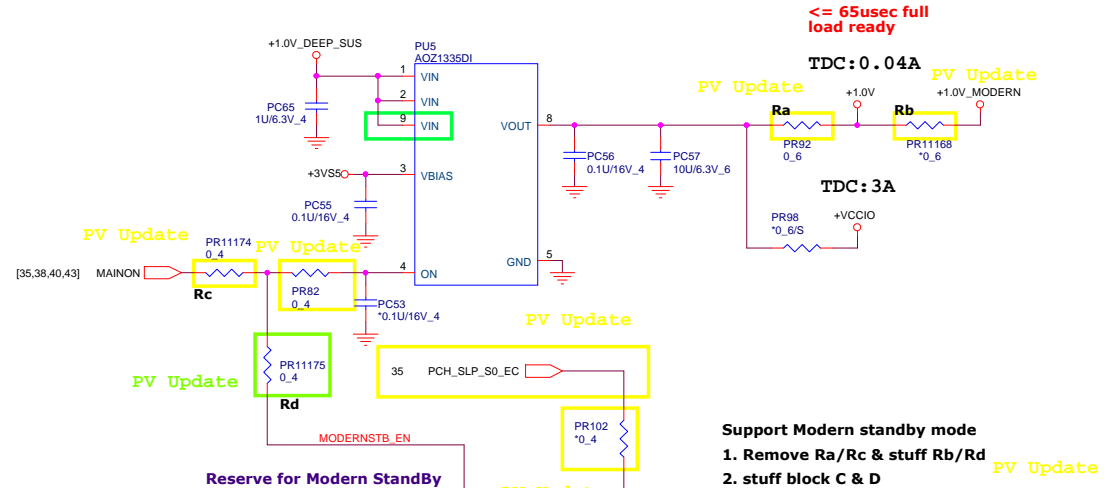 <= 65usec full
load ready
+1.0V_DEEP_SUS
PU5
AOZ1335DI
TDC:0.04A
PV Update
PV Update
+1.0V
+1.0V_MODERN
1
VIN
2
VIN
9
VIN
PC65
1U/6.3V_4
VOUT
8
Ra
Rb
PR92
0_6
PR11168
*0_6
PC56
0.1U/16V_4
PC57
10U/6.3V_6
+3VS5
3
VBIAS
TDC:3A
PC55
0.1U/16V_4
PR98
*0_6/S
+VCCIO
PV Update
PR11174
0_4
PV Update
[35,38,40,43]
MAINON
4
ON
GND
5
Rc
PR82
0_4
PC53
*0.1U/16V_4
PV Update
PR11175
0_4
PV Update
Rd
35
PCH_SLP_S0_EC
PR102
*0_4
MODERNSTB_EN
Support Modern standby mode
1. Remove Ra/Rc & stuff Rb/Rd
PV Update
Reserve for Modern StandBy
2. stuff block C & D